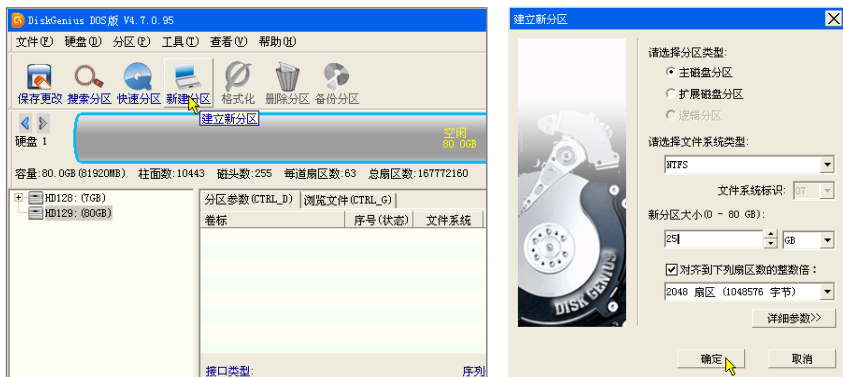 DiskGenius DOS版 V4.7.0.95
文件(F) 硬盘(D) 分区(P) 工具(T) 查看(V) 帮助(H)
保存更改 搜索分区 快速分区 新建分区 格式化 删除分区 备份分区
建立新分区
硬盘 1
空闲
80.0GB
容量:80.0GB(81920MB) 柱面数:10443 磁头数:255 每道扇区数:63 总扇区数:167772160
HD128:(7GB)
HD129:(80GB)
分区参数(CTRL_D) 浏览文件(CTRL_G)
卷标 序号(状态) 文件系统
接口类型: 序列
建立新分区
请选择分区类型:
主磁盘分区
扩展磁盘分区
逻辑分区
请选择文件系统类型:
NTFS
文件系统标识: 07
新分区大小(0 - 80 GB):
25 GB
对齐到下列扇区数的整数倍：
2048 扇区 (1048576 字节)
详细参数>>
确定 取消
DISK GENIUS